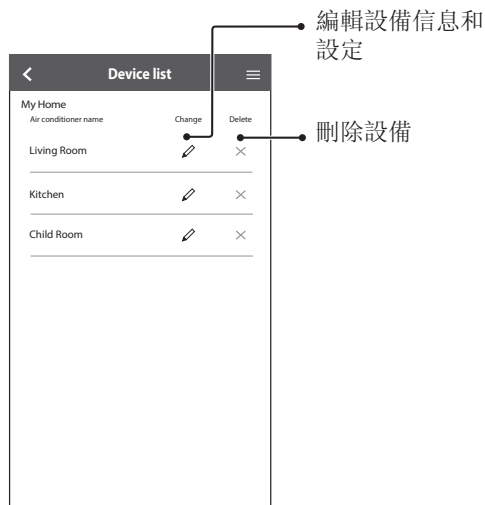 編輯設備信息和
設定
Device list
My Home
Air conditioner name Change Delete
刪除設備
Living Room
Kitchen
Child Room